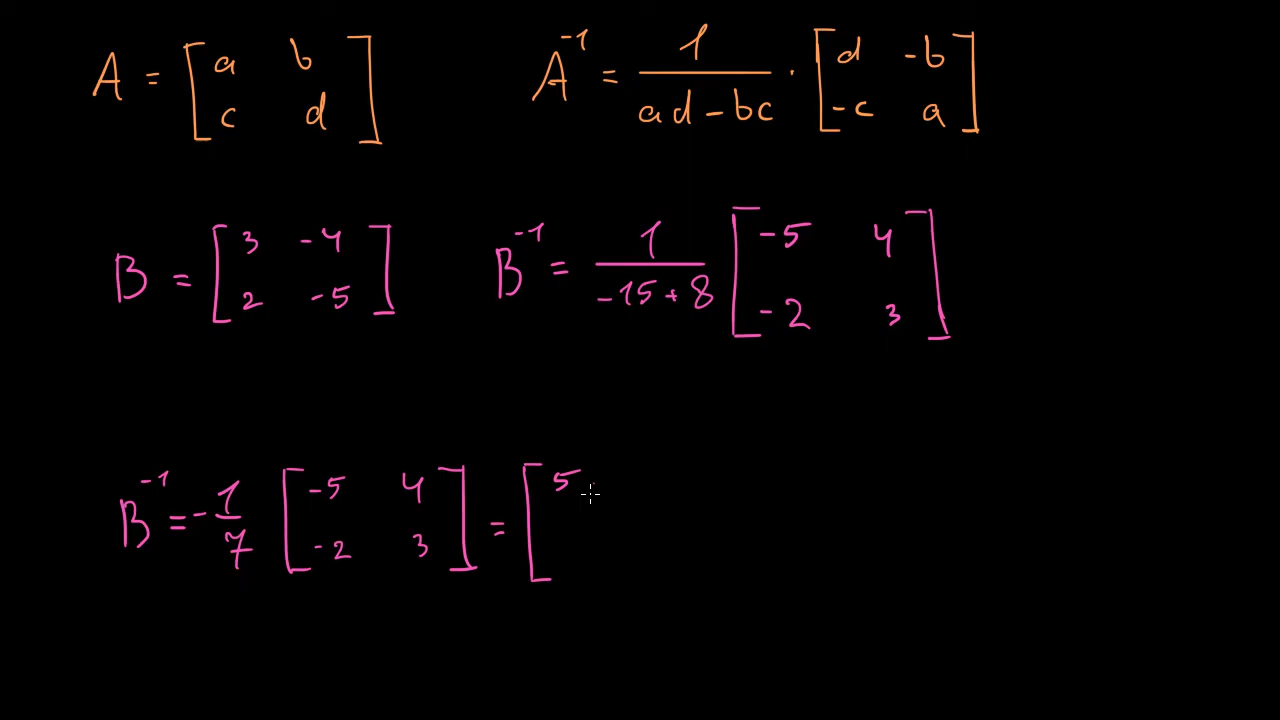 A = [ a b ; c d ] A⁻¹ = 1 / (ad - bc) · [ d -b ; -c a ]
B = [ 3 -4 ; 2 -5 ] B⁻¹ = 1 / (-15 + 8) [ -5 4 ; -2 3 ]
B⁻¹ = - 1 / 7 [ -5 4 ; -2 3 ] = [ 5